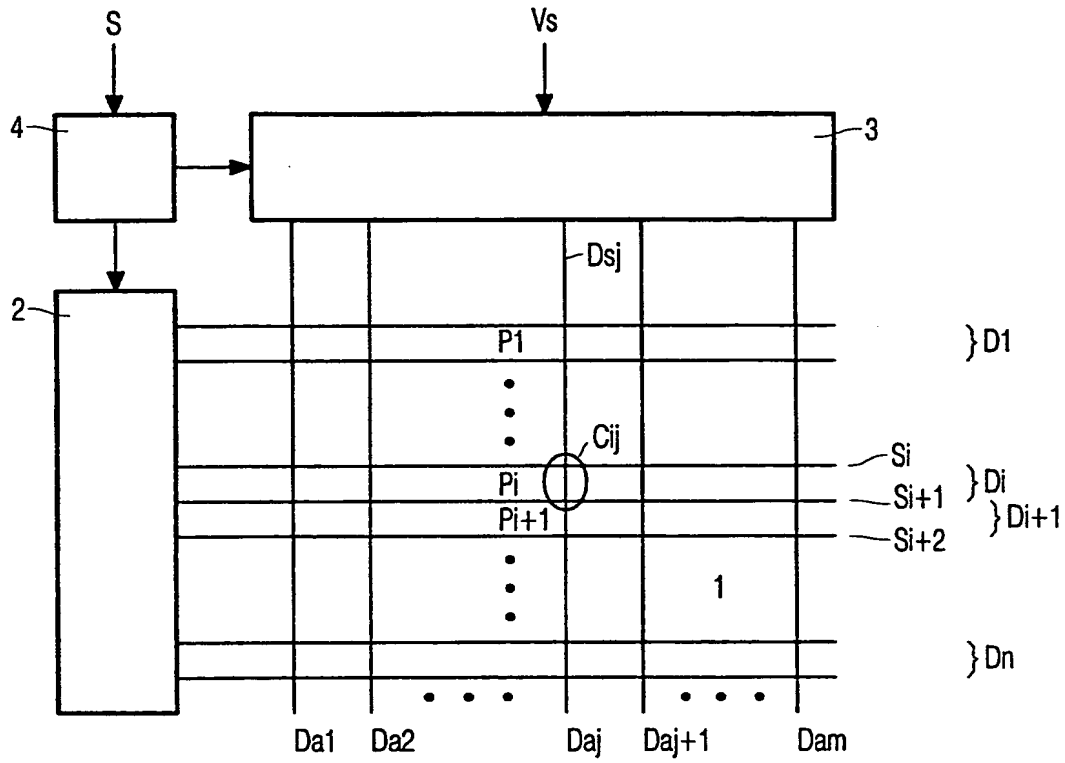 S
Vs
4
3
2
Dsj
P1
} D1
Cij
Si
Pi
} Di
Si+1
Pi+1
} Di+1
Si+2
1
} Dn
Da1 Da2 Daj Daj+1 Dam